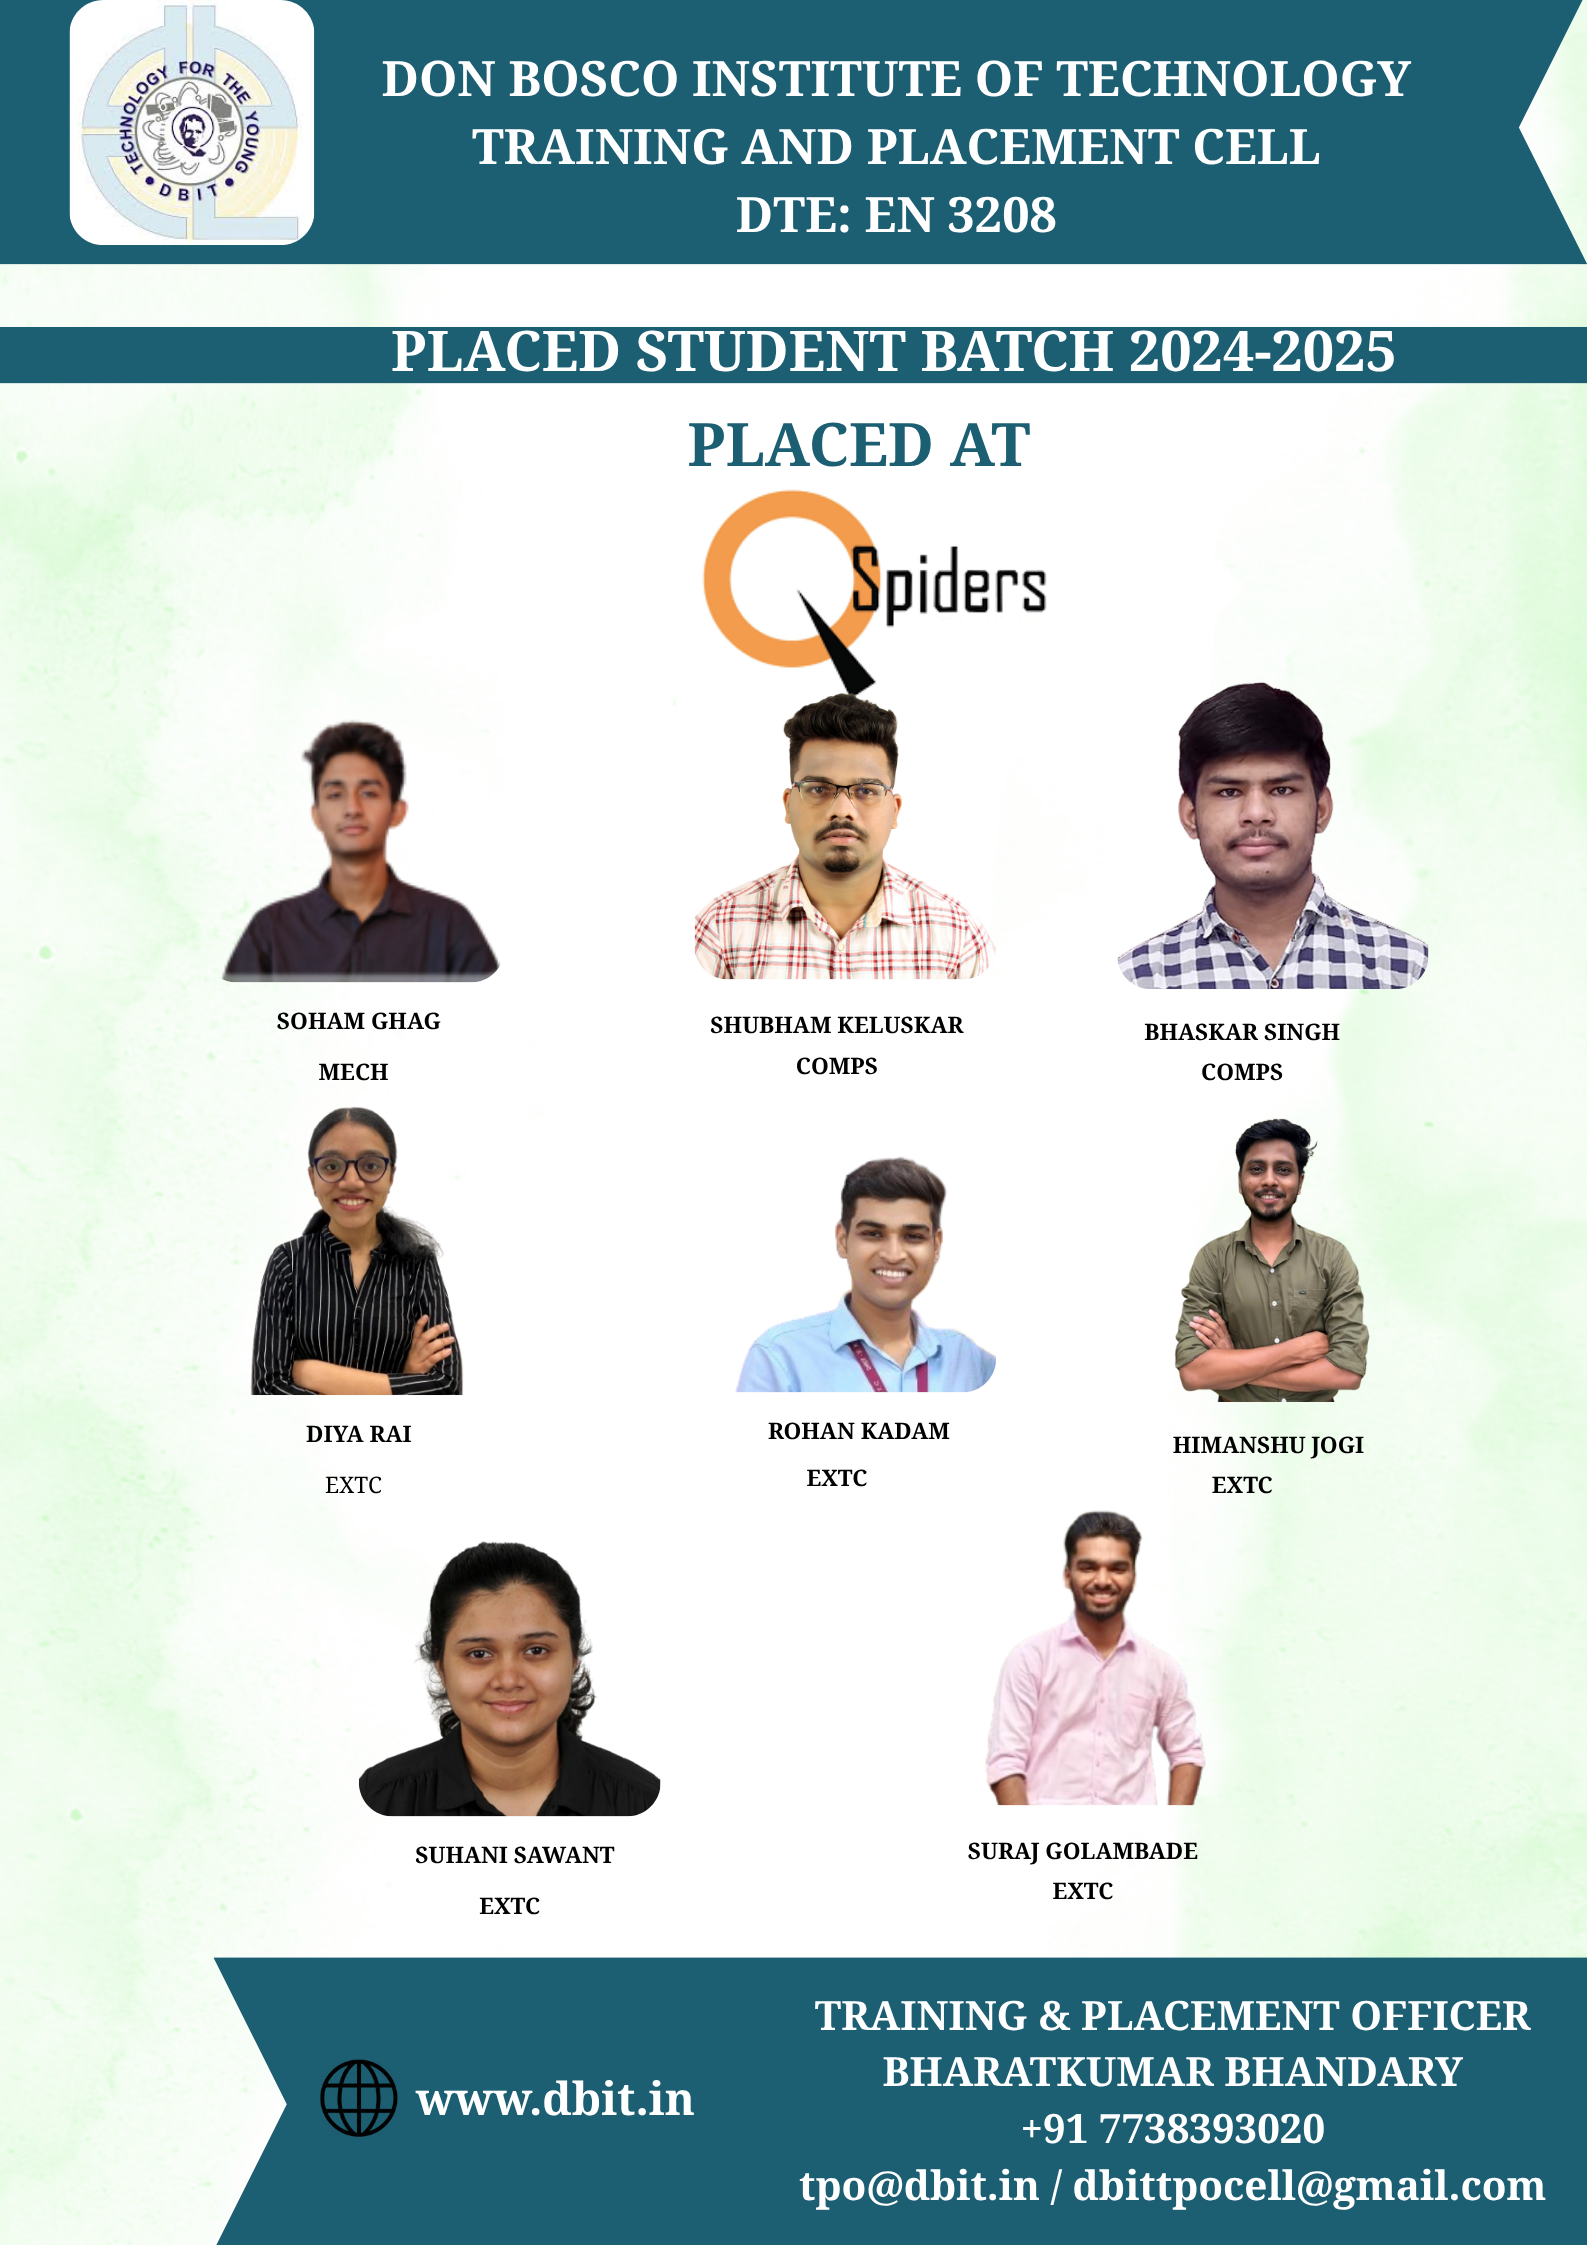 TECHNOLOGY FOR THE YOUNG
DBIT
DON BOSCO INSTITUTE OF TECHNOLOGY
TRAINING AND PLACEMENT CELL
DTE: EN 3208
PLACED STUDENT BATCH 2024-2025
PLACED AT
QSpiders
SOHAM GHAG
MECH
SHUBHAM KELUSKAR
COMPS
BHASKAR SINGH
COMPS
DIYA RAI
EXTC
ROHAN KADAM
EXTC
HIMANSHU JOGI
EXTC
SUHANI SAWANT
EXTC
SURAJ GOLAMBADE
EXTC
www.dbit.in
TRAINING & PLACEMENT OFFICER
BHARATKUMAR BHANDARY
+91 7738393020
tpo@dbit.in / dbittpocell@gmail.com